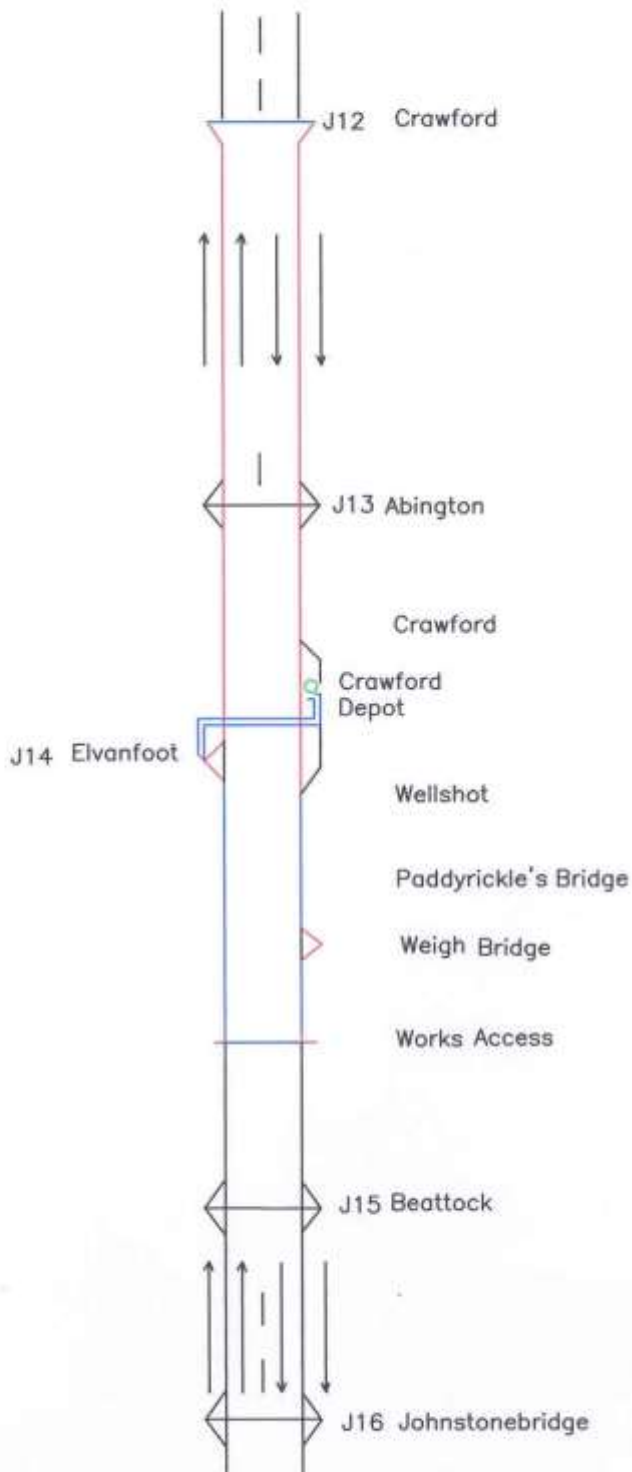 J12 Crawford
J13 Abington
Crawford
Crawford
Depot
J14 Elvanfoot
Wellshot
Paddyrickle's Bridge
Weigh Bridge
Works Access
J15 Beattock
J16 Johnstonebridge